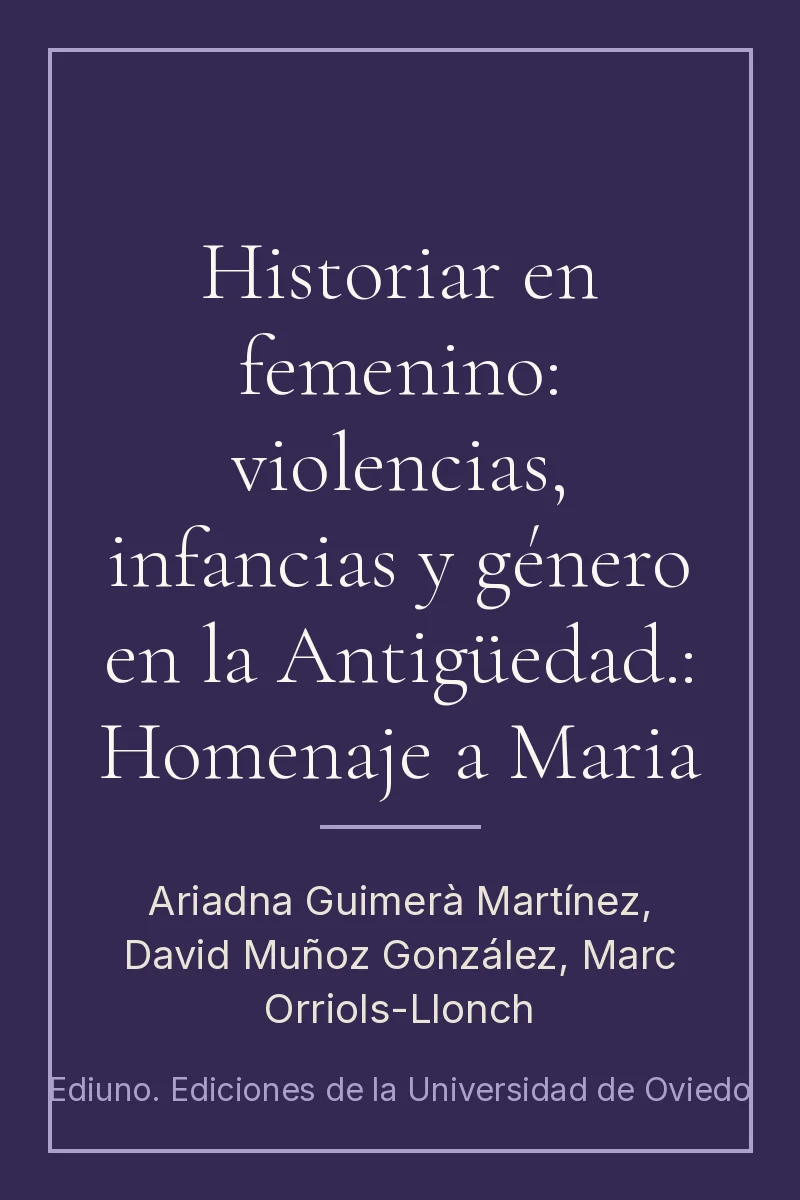 Historiar en
femenino:
violencias,
infancias y género
en la Antigüedad.:
Homenaje a Maria
Ariadna Guimerà Martínez,
David Muñoz González, Marc
Orriols-Llonch
Ediuno. Ediciones de la Universidad de Oviedo